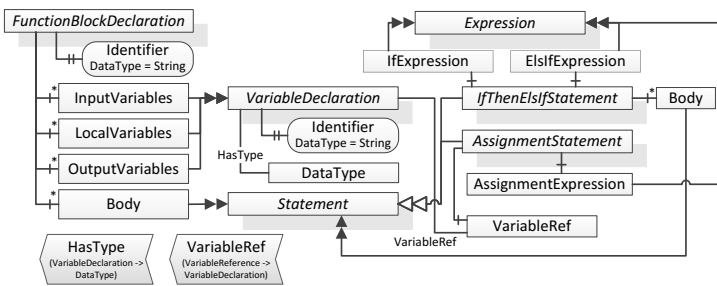 FunctionBlockDeclaration
Expression
Identifier
DataType = String
IfExpression
ElsIfExpression
*
InputVariables
VariableDeclaration
IfThenElsIfStatement
*
Body
*
LocalVariables
Identifier
DataType = String
AssignmentStatement
HasType
*
OutputVariables
DataType
AssignmentExpression
*
Body
Statement
VariableRef
VariableRef
HasType
(VariableDeclaration ->
DataType)
VariableRef
(VariableReference ->
VariableDeclaration)